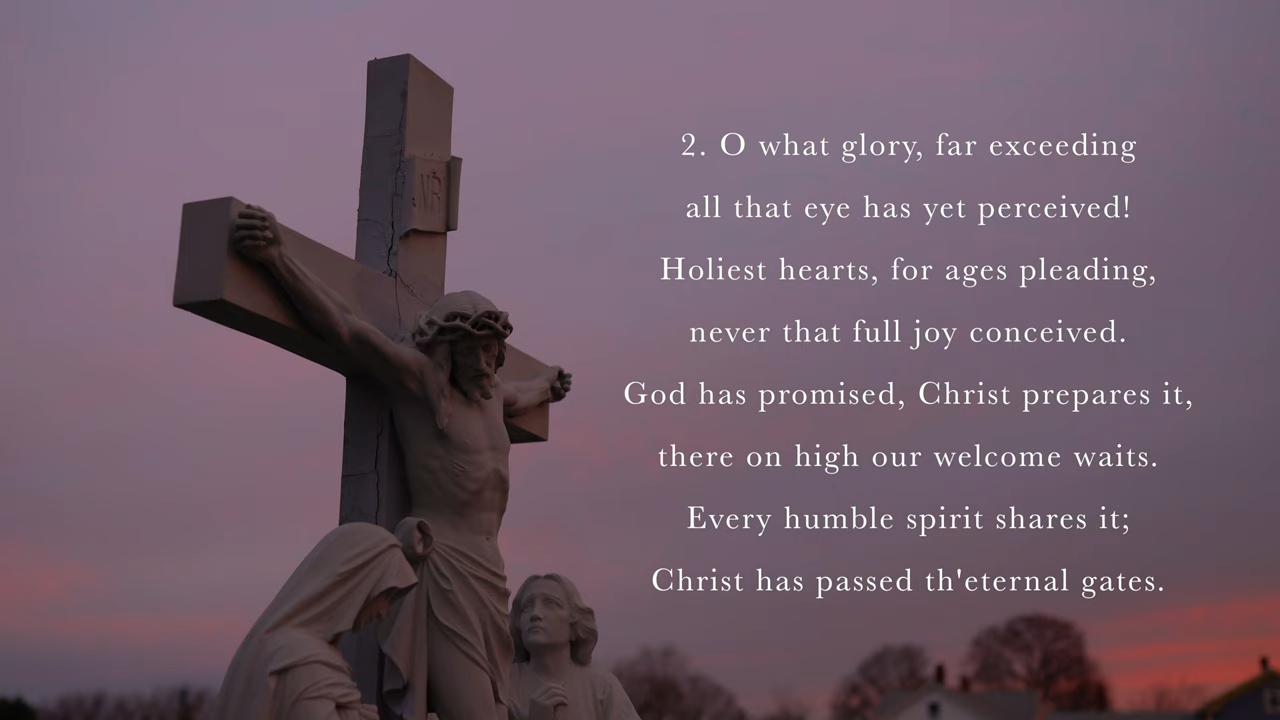 INRI
2. O what glory, far exceeding
all that eye has yet perceived!
Holiest hearts, for ages pleading,
never that full joy conceived.
God has promised, Christ prepares it,
there on high our welcome waits.
Every humble spirit shares it;
Christ has passed th'eternal gates.